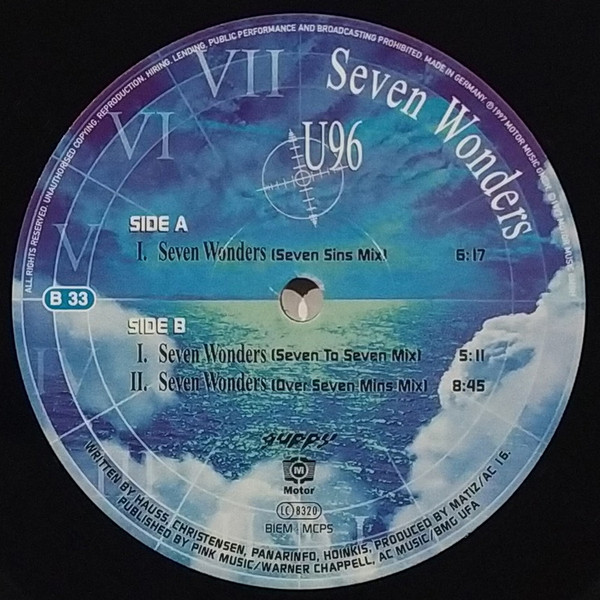 ALL RIGHTS RESERVED. UNAUTHORISED COPYING, REPRODUCTION, HIRING, LENDING, PUBLIC PERFORMANCE AND BROADCASTING PROHIBITED. MADE IN GERMANY. ℗ 1997 MOTOR MUSIC
Seven Wonders
VII
VI
V
IV
U96
SIDE A
I. Seven Wonders (Seven Sins Mix) 6:17
B 33
SIDE B
I. Seven Wonders (Seven To Seven Mix) 5:11
II. Seven Wonders (Over Seven Mins Mix) 8:45
guppy
M
Motor
LC 8320
BIEM MCPS
WRITTEN BY HAUSS, CHRISTENSEN, PANARINFO, HOINKIS, PRODUCED BY MATIZ/AC 16.
PUBLISHED BY PINK MUSIC/WARNER CHAPPELL, AC MUSIC/BMG UFA